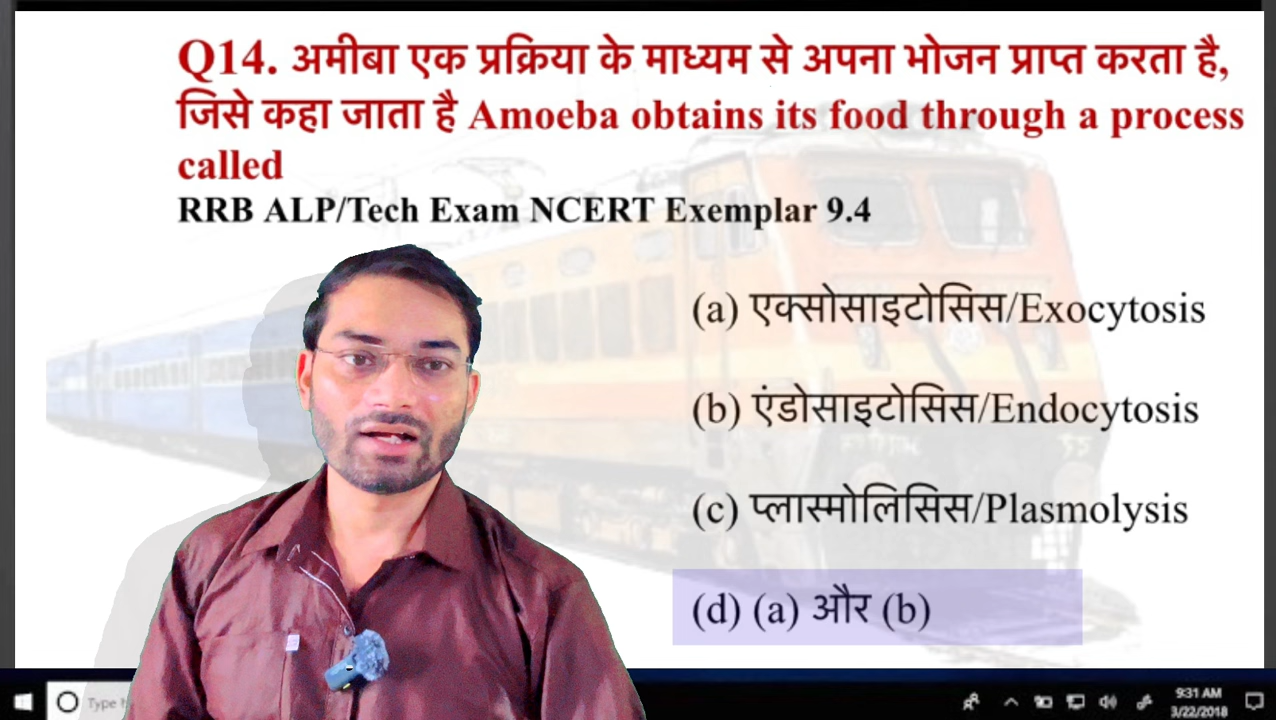 Q14. अमीबा एक प्रक्रिया के माध्यम से अपना भोजन प्राप्त करता है,
जिसे कहा जाता है Amoeba obtains its food through a process
called
RRB ALP/Tech Exam NCERT Exemplar 9.4
(a) एक्सोसाइटोसिस/Exocytosis
(b) एंडोसाइटोसिस/Endocytosis
(c) प्लास्मोलिसिस/Plasmolysis
(d) (a) और (b)
Type
9:31 AM
3/22/2018